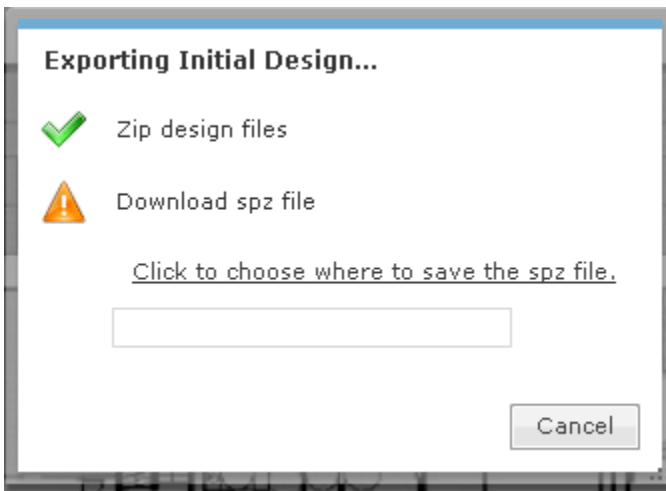 Exporting Initial Design...
Zip design files
Download spz file
Click to choose where to save the spz file.
Cancel